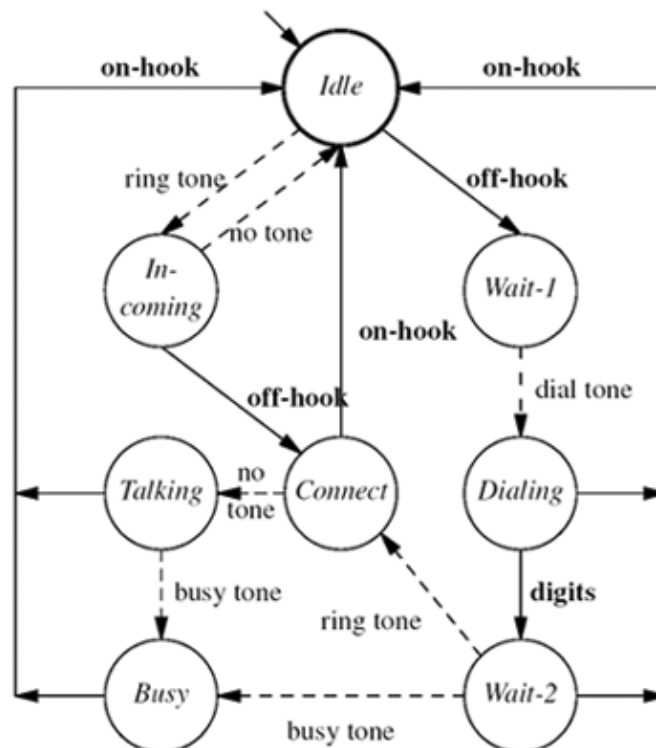 on-hook
Idle
on-hook
ring tone
off-hook
no tone
In-
coming
Wait-1
on-hook
dial tone
off-hook
Talking
no
tone
Connect
Dialing
busy tone
digits
ring tone
Busy
Wait-2
busy tone